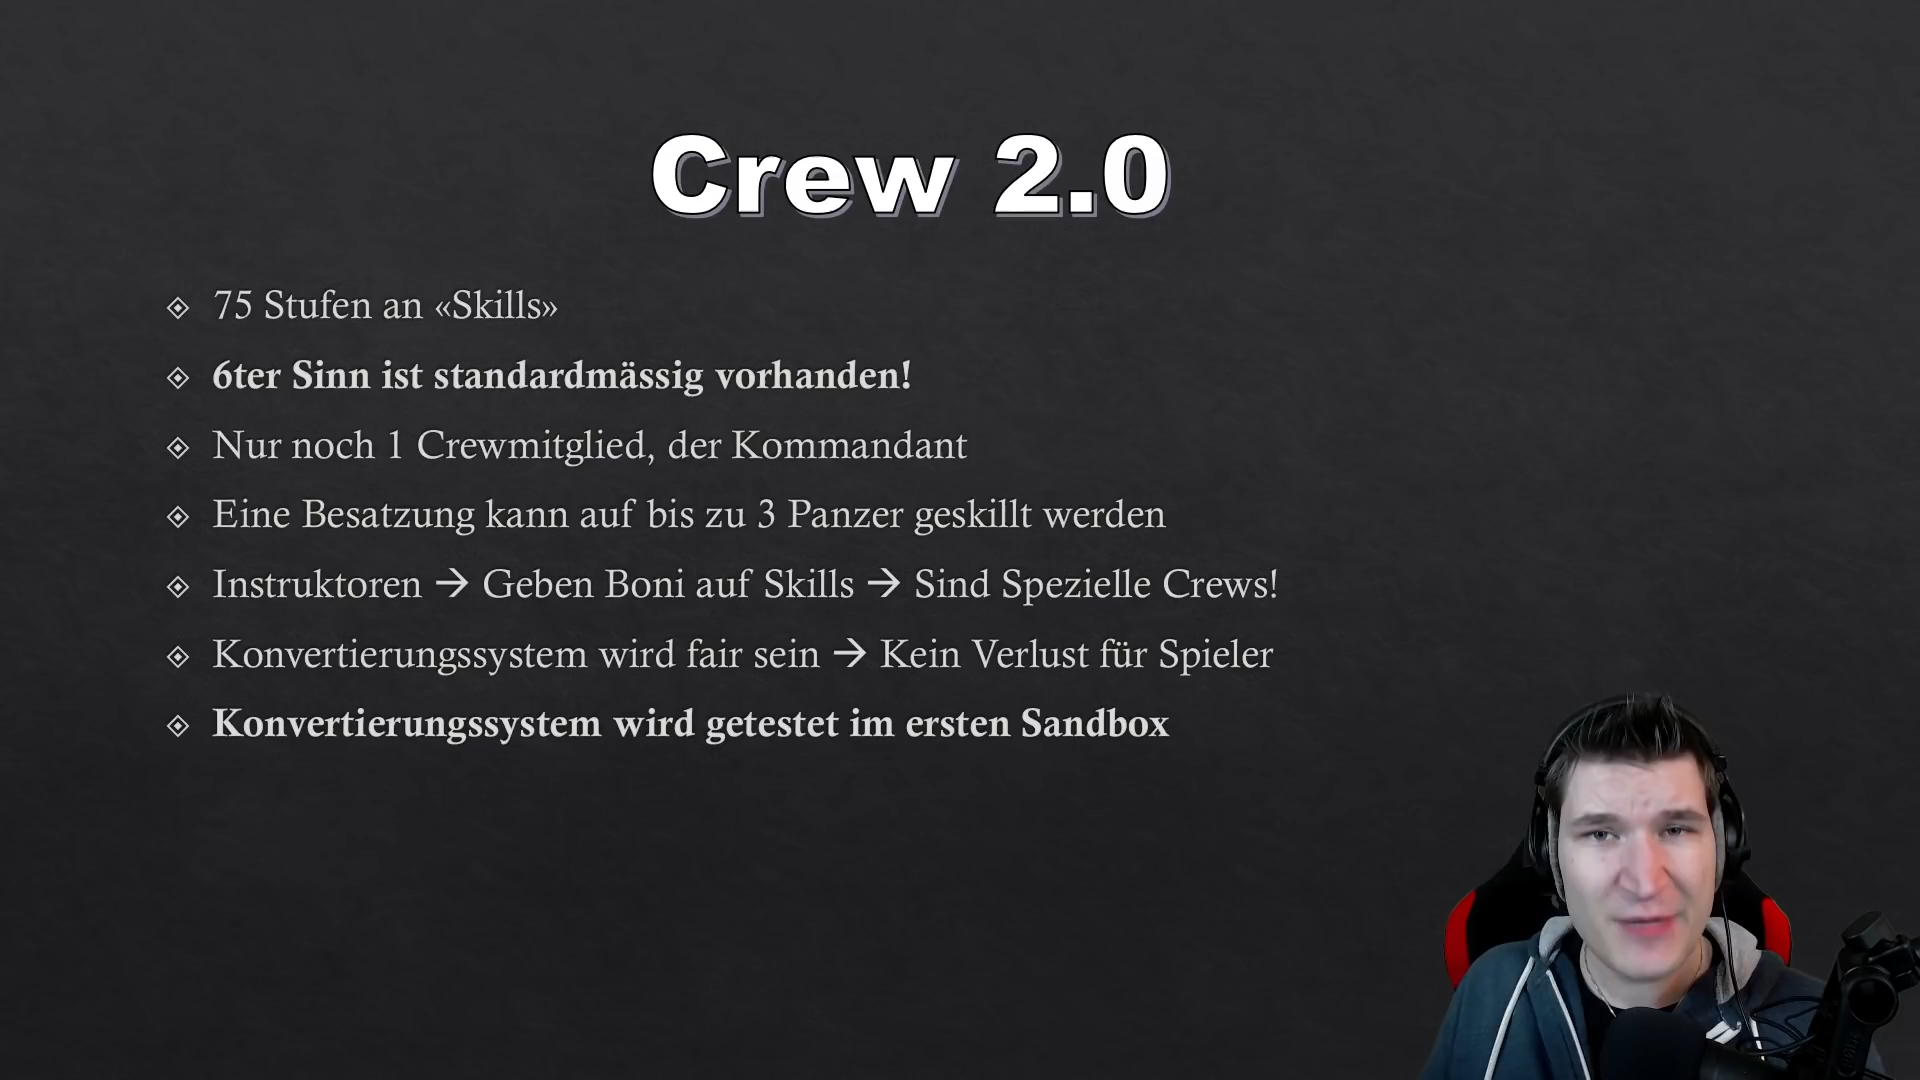 Crew 2.0
75 Stufen an «Skills»
6ter Sinn ist standardmässig vorhanden!
Nur noch 1 Crewmitglied, der Kommandant
Eine Besatzung kann auf bis zu 3 Panzer geskillt werden
Instruktoren → Geben Boni auf Skills → Sind Spezielle Crews!
Konvertierungssystem wird fair sein → Kein Verlust für Spieler
Konvertierungssystem wird getestet im ersten Sandbox